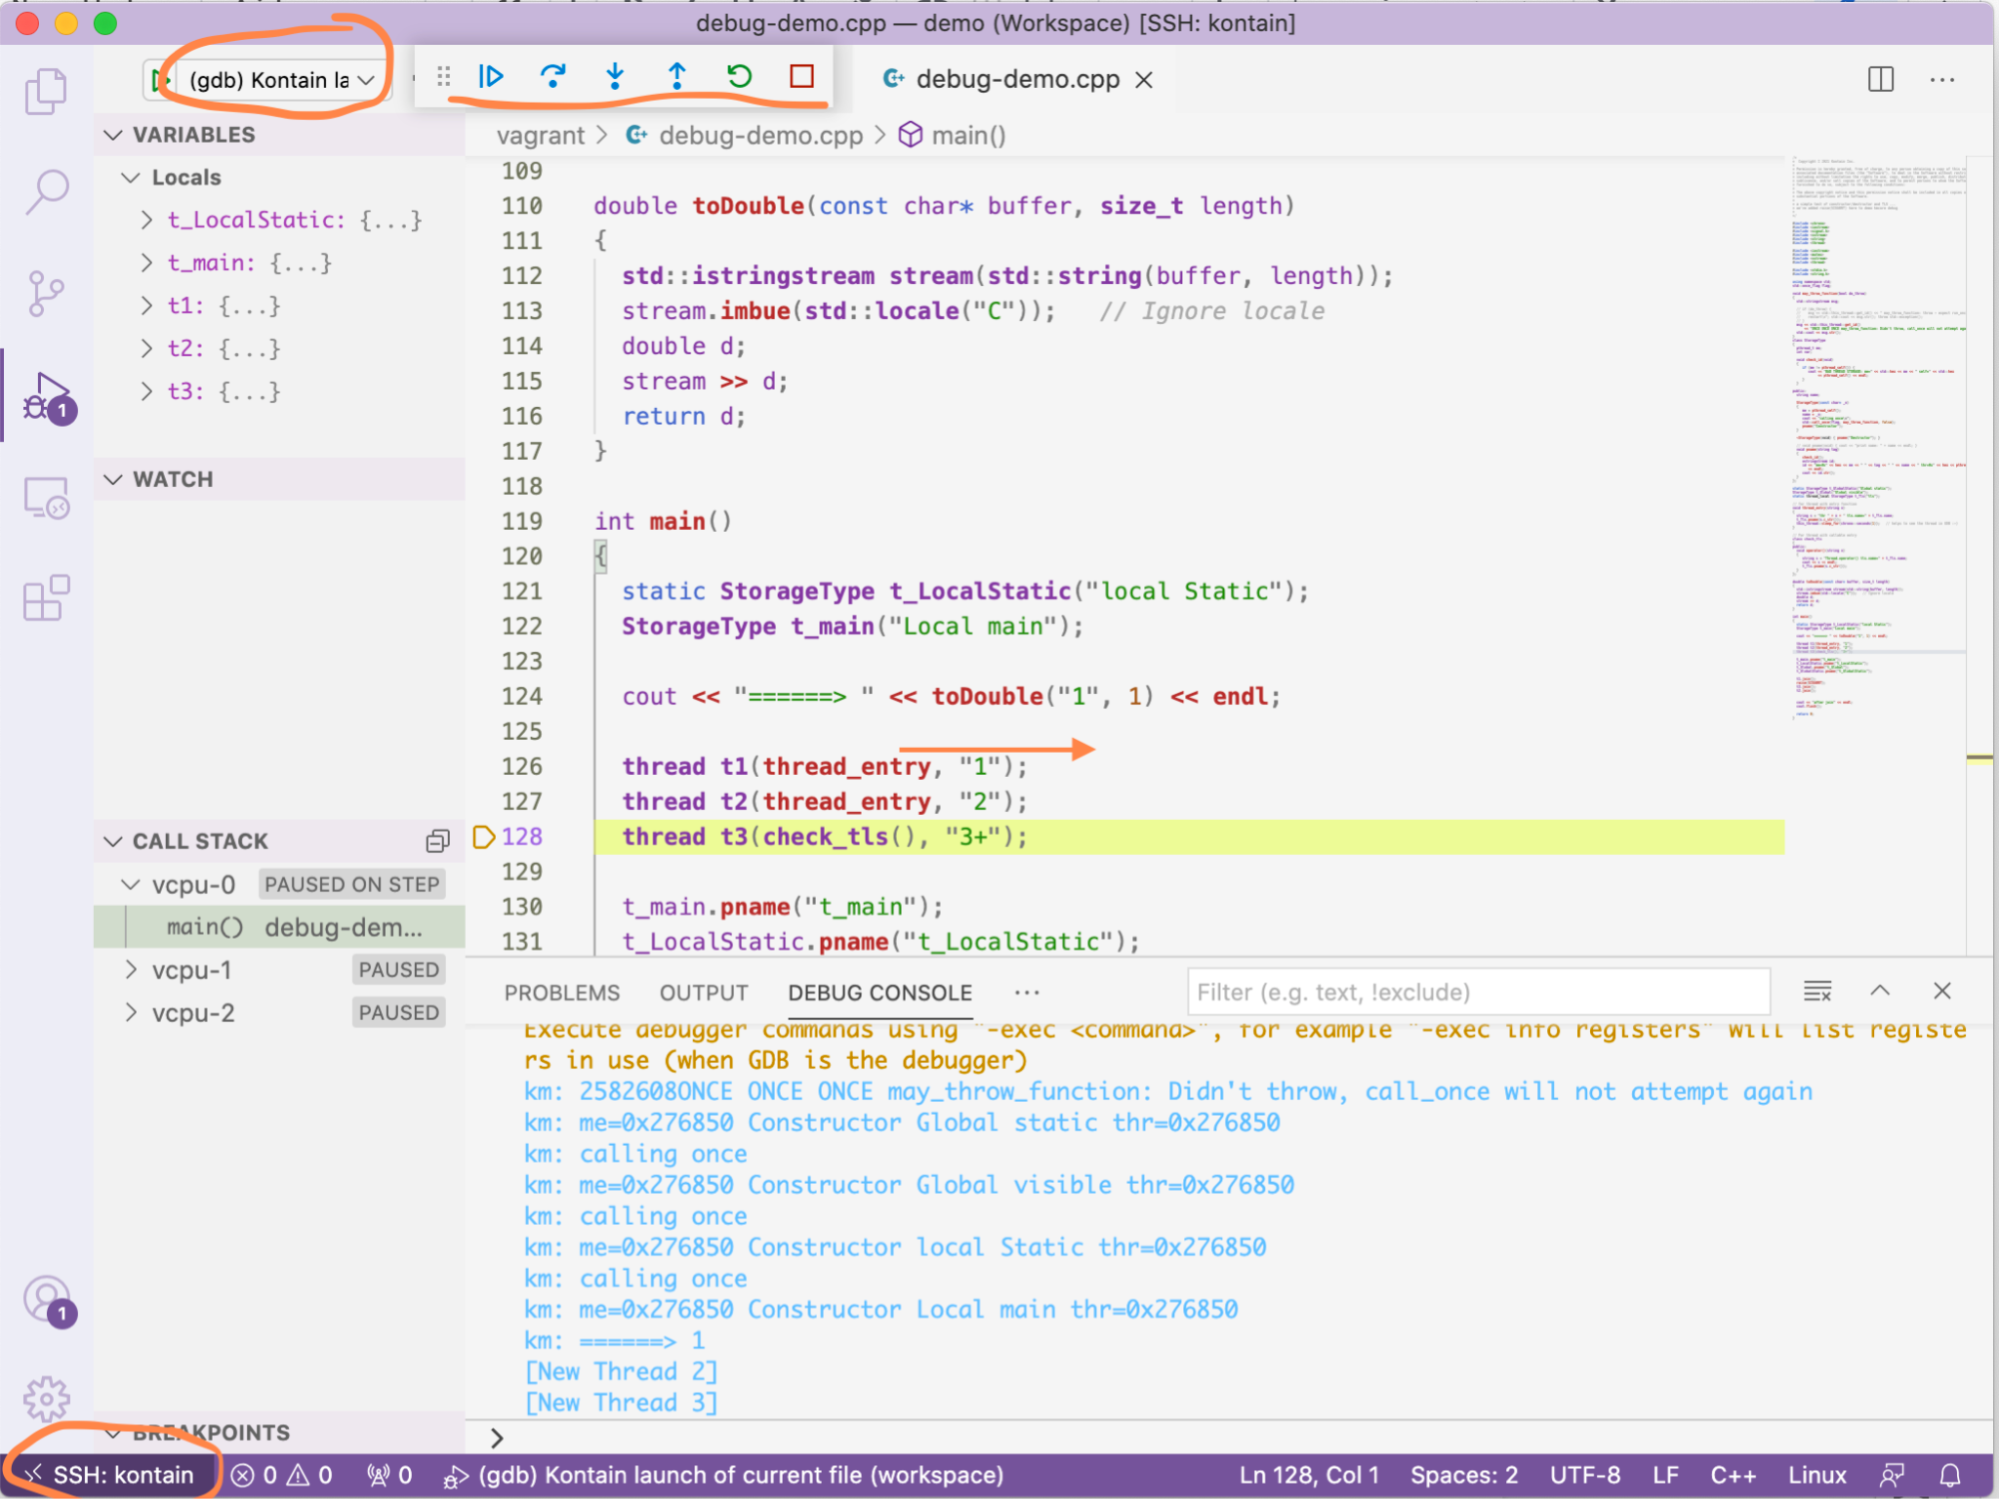 debug-demo.cpp — demo (Workspace) [SSH: kontain]
(gdb) Kontain la
debug-demo.cpp
vagrant > debug-demo.cpp > main()
VARIABLES
Locals
t_LocalStatic: {...}
t_main: {...}
t1: {...}
t2: {...}
t3: {...}
WATCH
CALL STACK
vcpu-0 PAUSED ON STEP
main() debug-dem...
vcpu-1 PAUSED
vcpu-2 PAUSED
BREAKPOINTS
1
1
109
110 double toDouble(const char* buffer, size_t length)
111 {
112 std::istringstream stream(std::string(buffer, length));
113 stream.imbue(std::locale("C")); // Ignore locale
114 double d;
115 stream >> d;
116 return d;
117 }
118
119 int main()
120 {
121 static StorageType t_LocalStatic("local Static");
122 StorageType t_main("Local main");
123
124 cout << "======> " << toDouble("1", 1) << endl;
125
126 thread t1(thread_entry, "1");
127 thread t2(thread_entry, "2");
128 thread t3(check_tls(), "3+");
129
130 t_main.pname("t_main");
131 t_LocalStatic.pname("t_LocalStatic");
PROBLEMS OUTPUT DEBUG CONSOLE ··· Filter (e.g. text, !exclude)
Execute debugger commands using "-exec <command>", for example "-exec info registers" will list registe
rs in use (when GDB is the debugger)
km: 2582608ONCE ONCE ONCE may_throw_function: Didn't throw, call_once will not attempt again
km: me=0x276850 Constructor Global static thr=0x276850
km: calling once
km: me=0x276850 Constructor Global visible thr=0x276850
km: calling once
km: me=0x276850 Constructor local Static thr=0x276850
km: calling once
km: me=0x276850 Constructor Local main thr=0x276850
km: ======> 1
[New Thread 2]
[New Thread 3]
>
SSH: kontain 0 0 0 (gdb) Kontain launch of current file (workspace) Ln 128, Col 1 Spaces: 2 UTF-8 LF C++ Linux